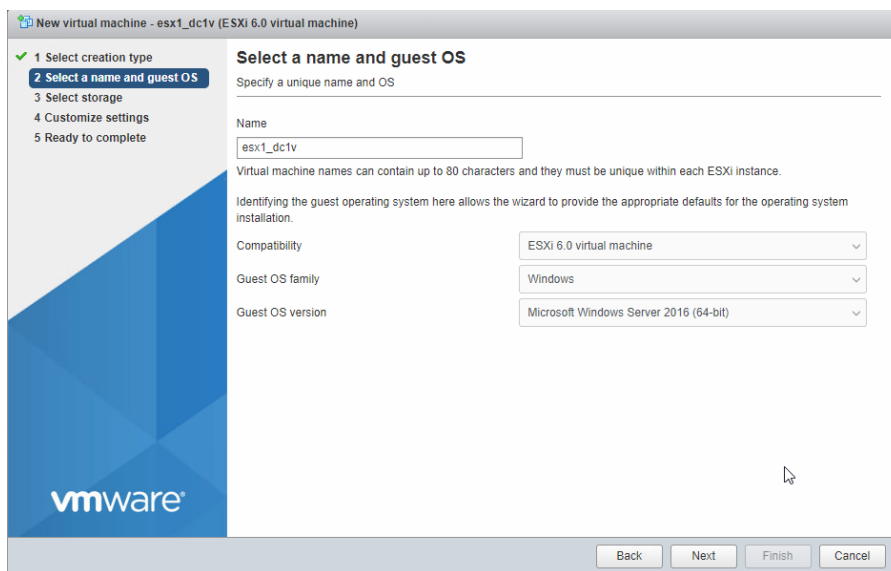 New virtual machine - esx1_dc1v (ESXi 6.0 virtual machine)
1 Select creation type
2 Select a name and guest OS
3 Select storage
4 Customize settings
5 Ready to complete
Select a name and guest OS
Specify a unique name and OS
Name
esx1_dc1v
Virtual machine names can contain up to 80 characters and they must be unique within each ESXi instance.
Identifying the guest operating system here allows the wizard to provide the appropriate defaults for the operating system
installation.
Compatibility ESXi 6.0 virtual machine
Guest OS family Windows
Guest OS version Microsoft Windows Server 2016 (64-bit)
vmware®
Back Next Finish Cancel